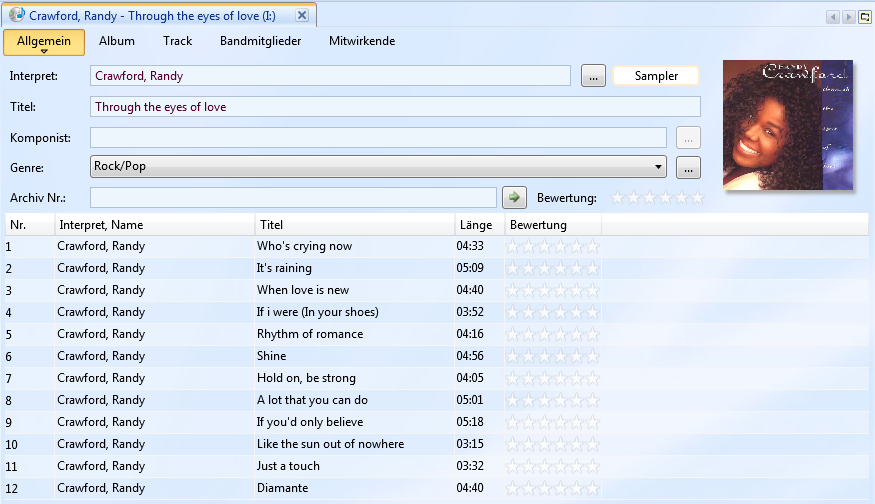 Crawford, Randy - Through the eyes of love (I:)
Allgemein Album Track Bandmitglieder Mitwirkende
Interpret: Crawford, Randy ... Sampler
Titel: Through the eyes of love
Komponist: ...
Genre: Rock/Pop ...
Archiv Nr.: Bewertung:
RANDY
Crawford
through
the
eyes
of
love
Nr. Interpret, Name Titel Länge Bewertung
1 Crawford, Randy Who's crying now 04:33
2 Crawford, Randy It's raining 05:09
3 Crawford, Randy When love is new 04:40
4 Crawford, Randy If i were (In your shoes) 03:52
5 Crawford, Randy Rhythm of romance 04:16
6 Crawford, Randy Shine 04:56
7 Crawford, Randy Hold on, be strong 04:05
8 Crawford, Randy A lot that you can do 05:01
9 Crawford, Randy If you'd only believe 05:18
10 Crawford, Randy Like the sun out of nowhere 03:15
11 Crawford, Randy Just a touch 03:32
12 Crawford, Randy Diamante 04:40